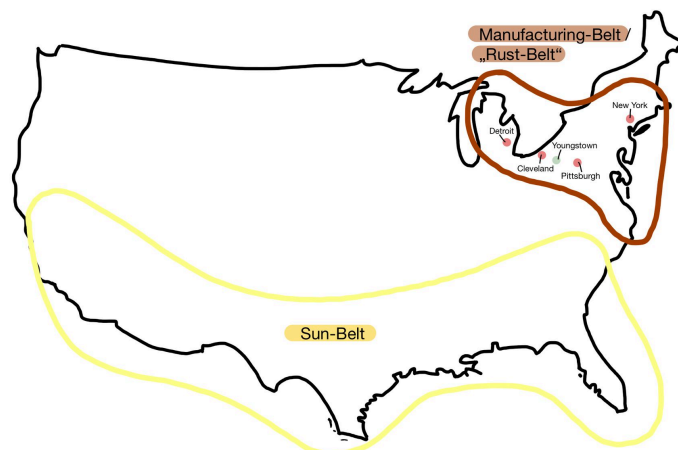 Manufacturing-Belt /
„Rust-Belt“
New York
Detroit
Youngstown
Cleveland
Pittsburgh
Sun-Belt